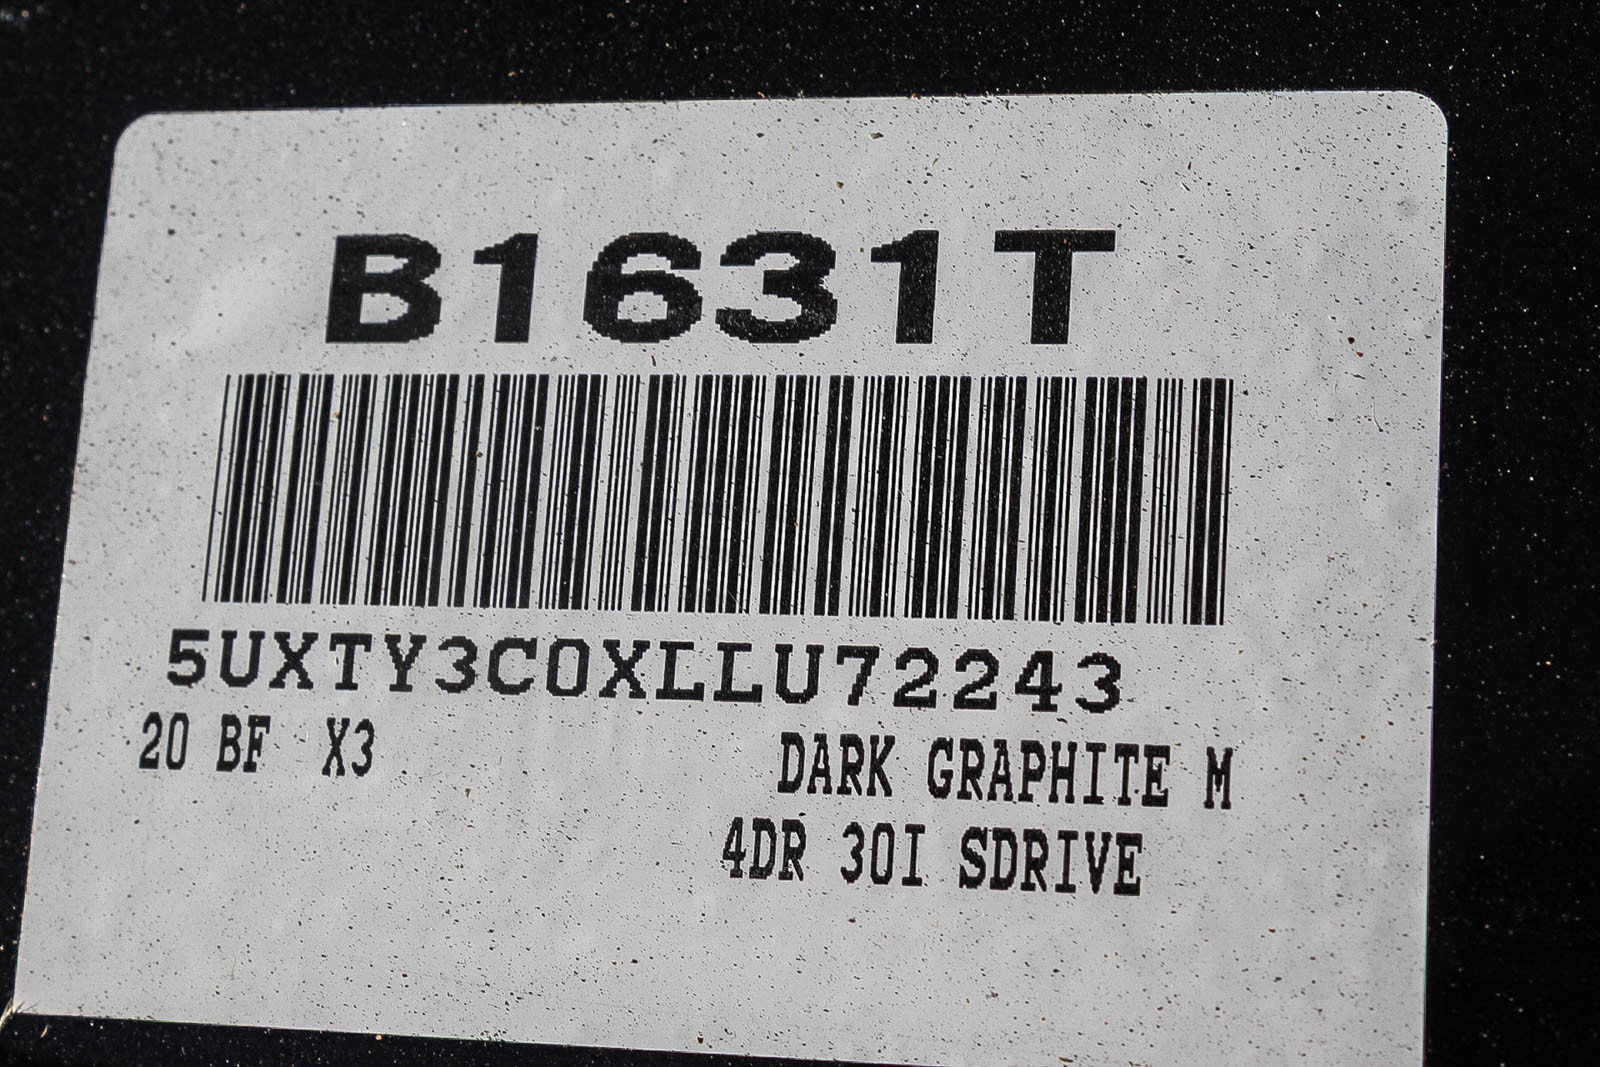 B1631T
5UXTY3C0XLLU72243
20 BF X3
DARK GRAPHITE M
4DR 30I SDRIVE